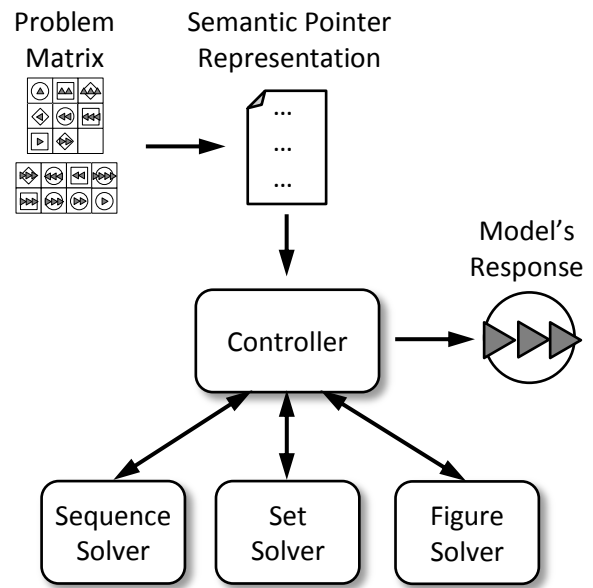 Problem
Matrix
Semantic Pointer
Representation
...
...
...
Model's
Response
Controller
Sequence
Solver
Set
Solver
Figure
Solver